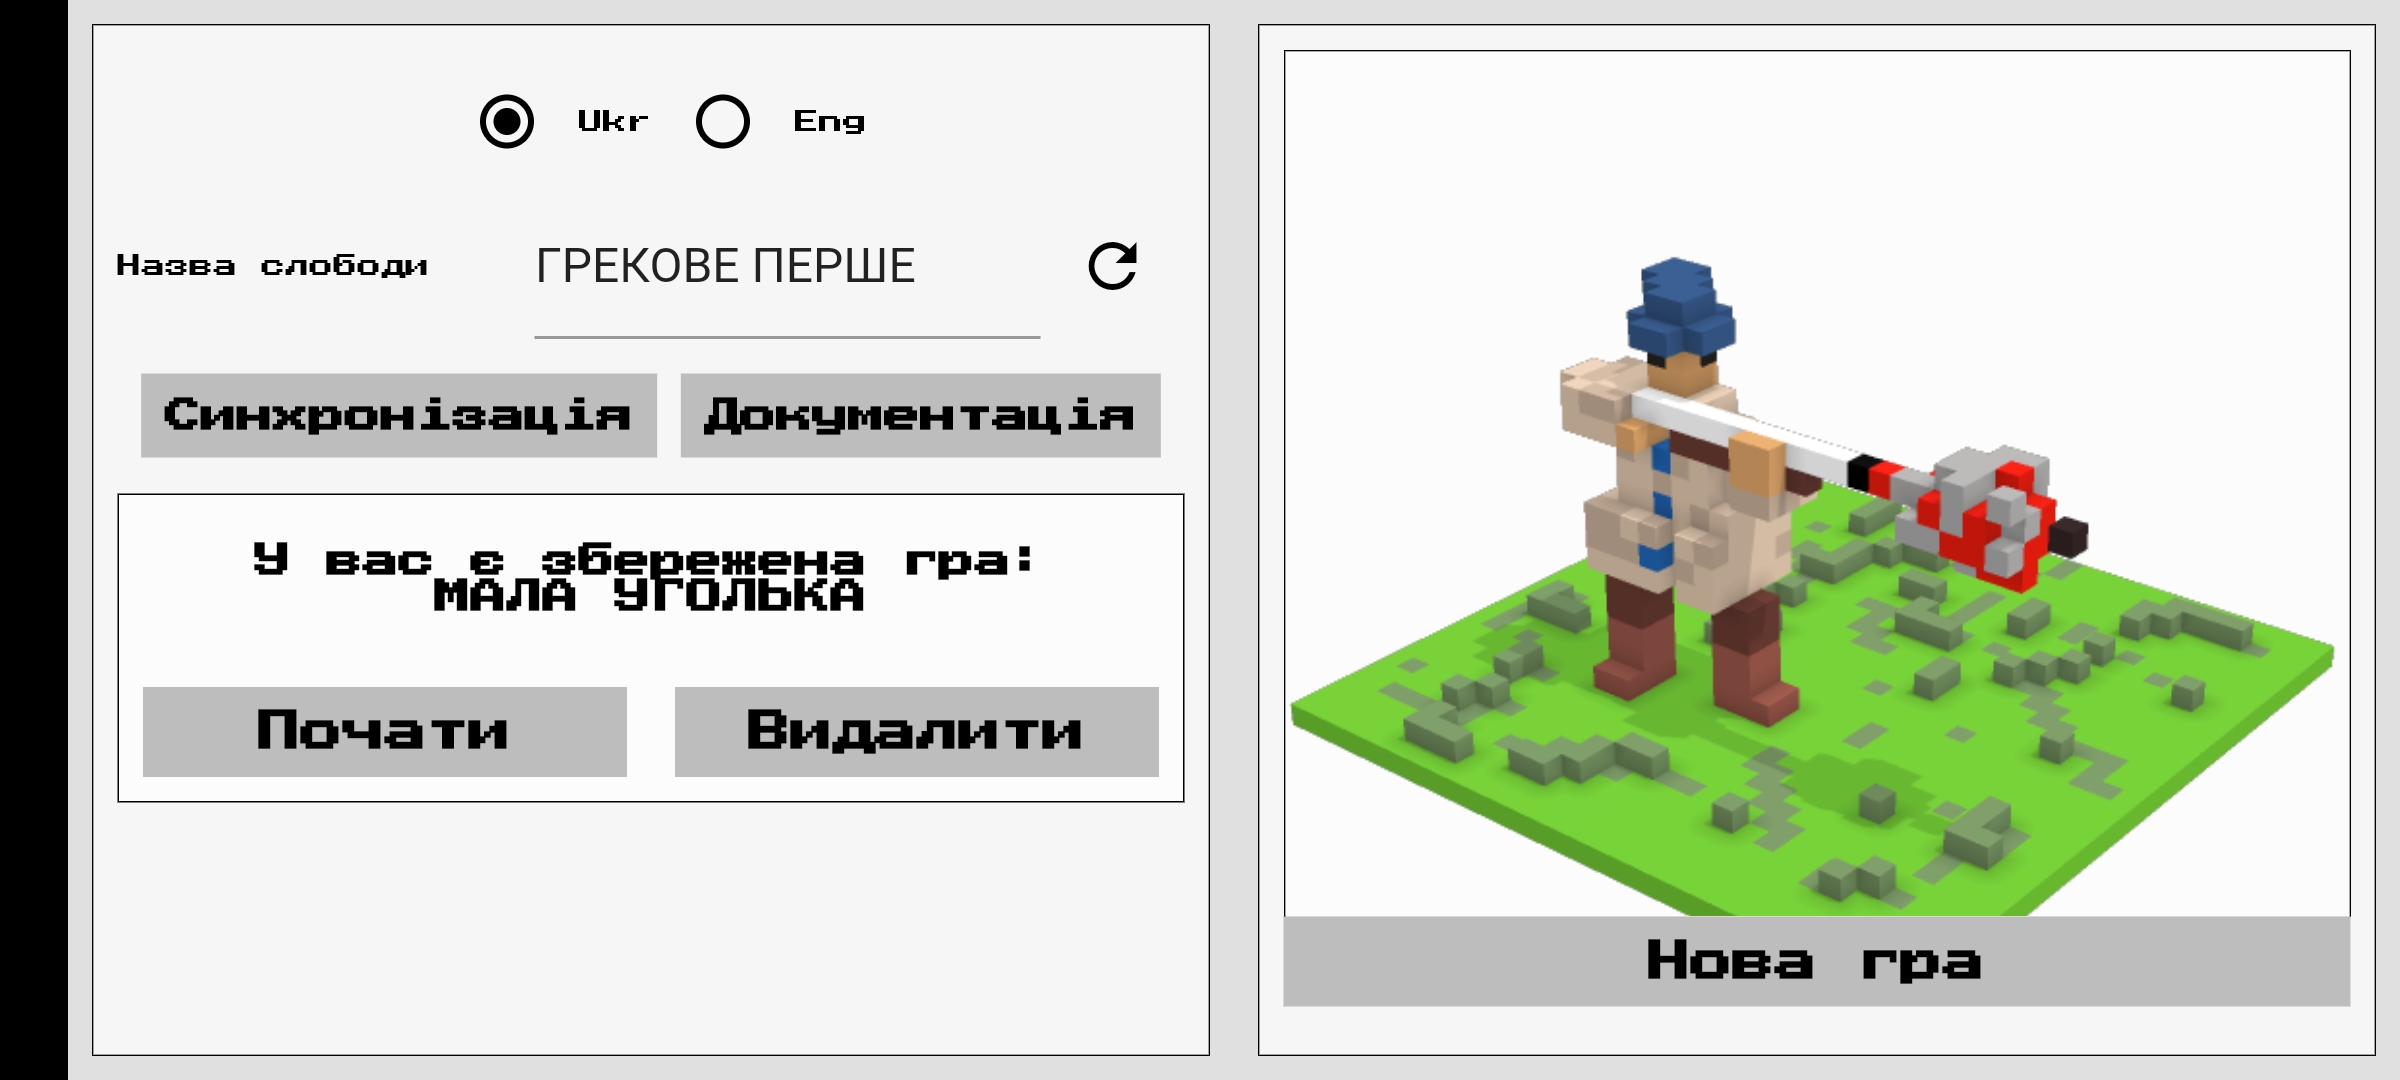 Ukr Eng
Назва слободи ГРЕКОВЕ ПЕРШЕ
Синхронізація Документація
У вас є збережена гра:
МАЛА УГОЛЬКА
Почати Видалити
Нова гра